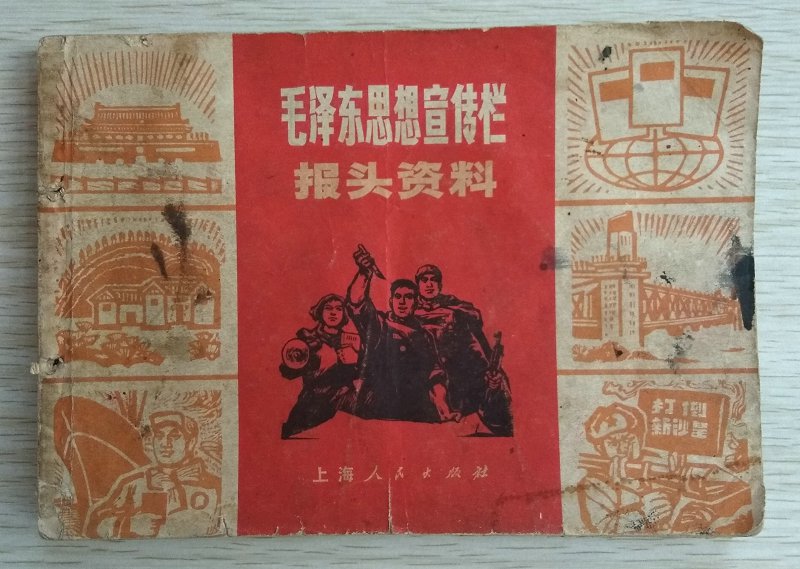 毛泽东思想宣传栏
报头资料
上海人民出版社
打倒
新沙皇